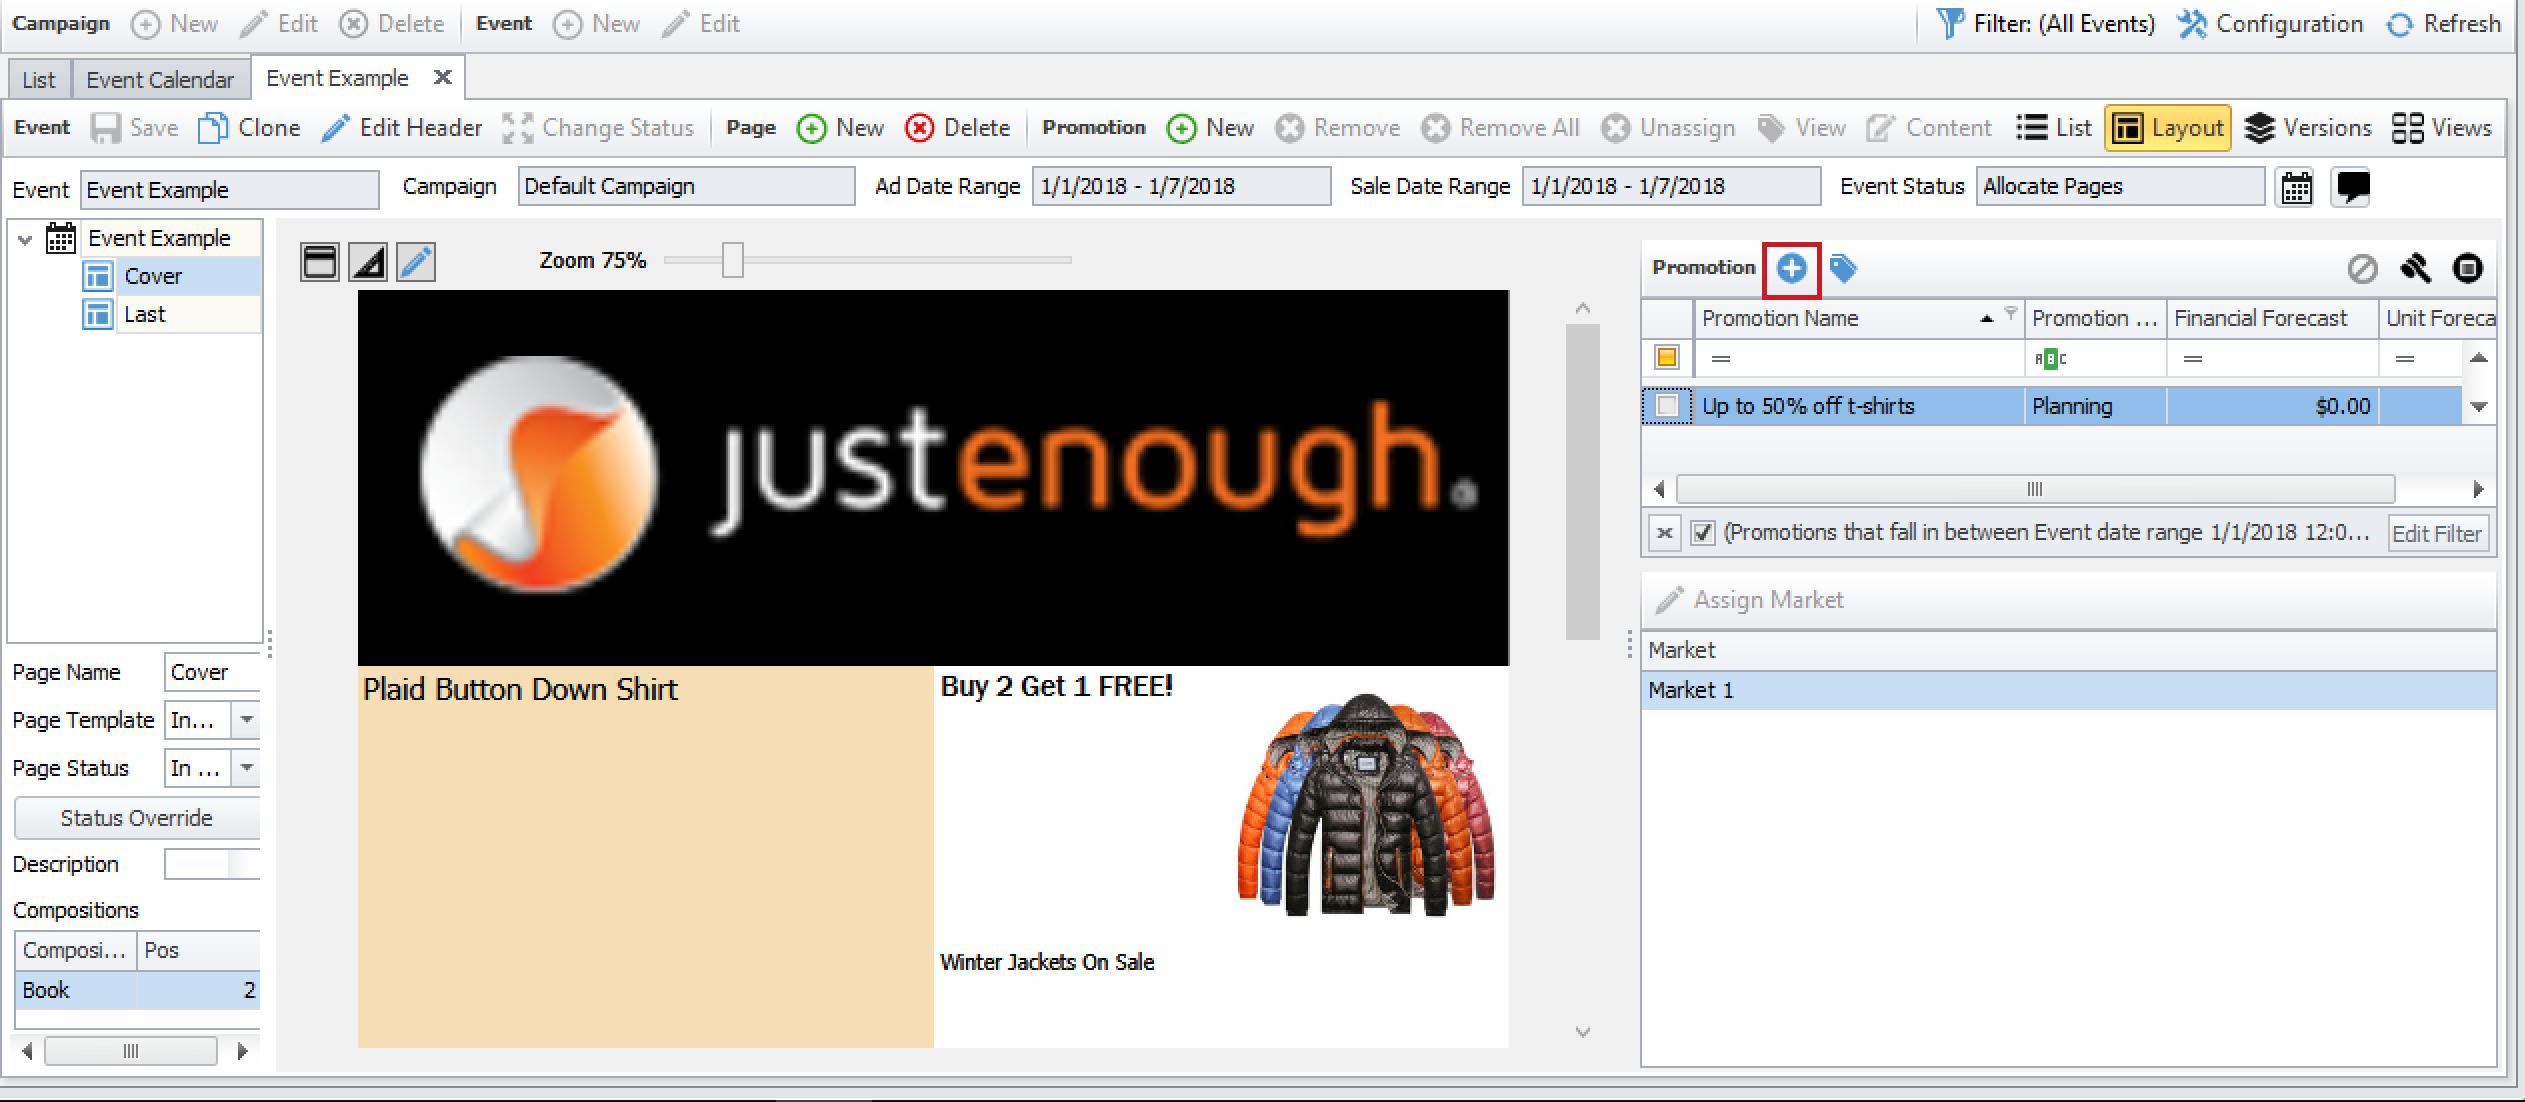 Campaign New Edit Delete Event New Edit Filter: (All Events) Configuration Refresh
List Event Calendar Event Example
Event Save Clone Edit Header Change Status Page New Delete Promotion New Remove Remove All Unassign View Content List Layout Versions Views
Event Event Example Campaign Default Campaign Ad Date Range 1/1/2018 - 1/7/2018 Sale Date Range 1/1/2018 - 1/7/2018 Event Status Allocate Pages
Event Example
Cover
Last
Page Name Cover
Page Template In...
Page Status In ...
Status Override
Description
Compositions
Composi... Pos
Book 2
Zoom 75%
justenough®
Plaid Button Down Shirt
Buy 2 Get 1 FREE!
Winter Jackets On Sale
Promotion
Promotion Name Promotion ... Financial Forecast Unit Foreca
= ABC = =
Up to 50% off t-shirts Planning $0.00
(Promotions that fall in between Event date range 1/1/2018 12:0... Edit Filter
Assign Market
Market
Market 1